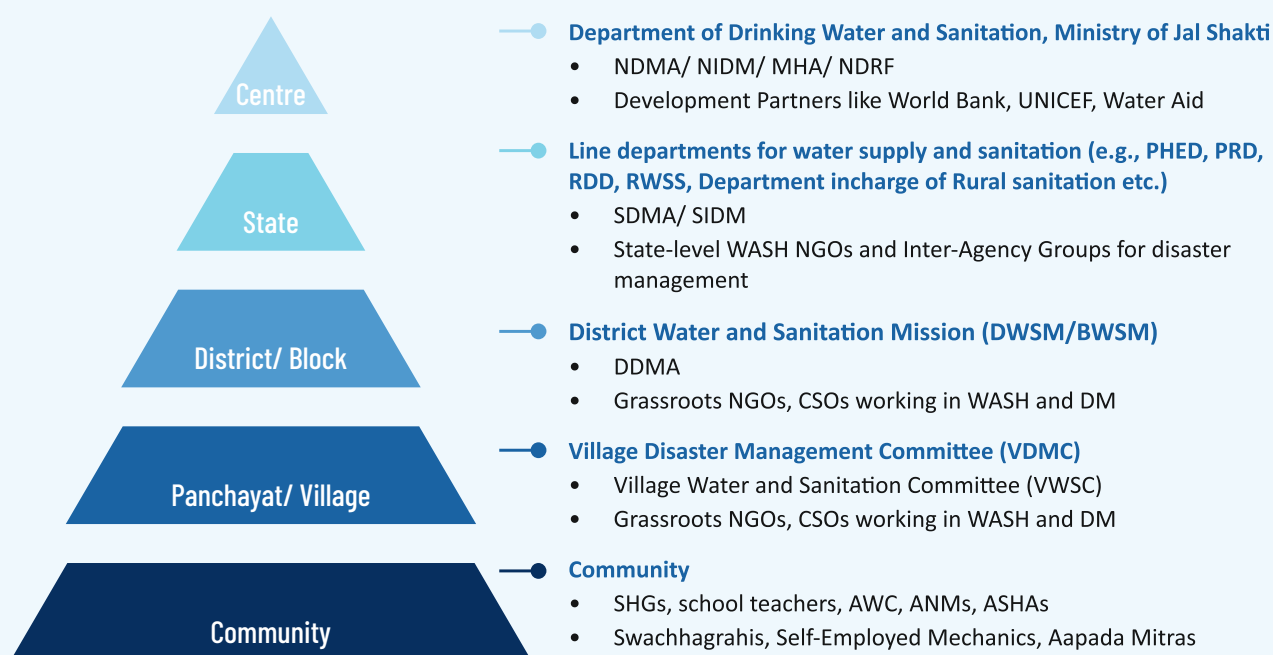 Centre
Department of Drinking Water and Sanitation, Ministry of Jal Shakti
• NDMA/ NIDM/ MHA/ NDRF
• Development Partners like World Bank, UNICEF, Water Aid
State
Line departments for water supply and sanitation (e.g., PHED, PRD,
RDD, RWSS, Department incharge of Rural sanitation etc.)
• SDMA/ SIDM
• State-level WASH NGOs and Inter-Agency Groups for disaster
management
District/ Block
District Water and Sanitation Mission (DWSM/BWSM)
• DDMA
• Grassroots NGOs, CSOs working in WASH and DM
Panchayat/ Village
Village Disaster Management Committee (VDMC)
• Village Water and Sanitation Committee (VWSC)
• Grassroots NGOs, CSOs working in WASH and DM
Community
Community
• SHGs, school teachers, AWC, ANMs, ASHAs
• Swachhagrahis, Self-Employed Mechanics, Aapada Mitras